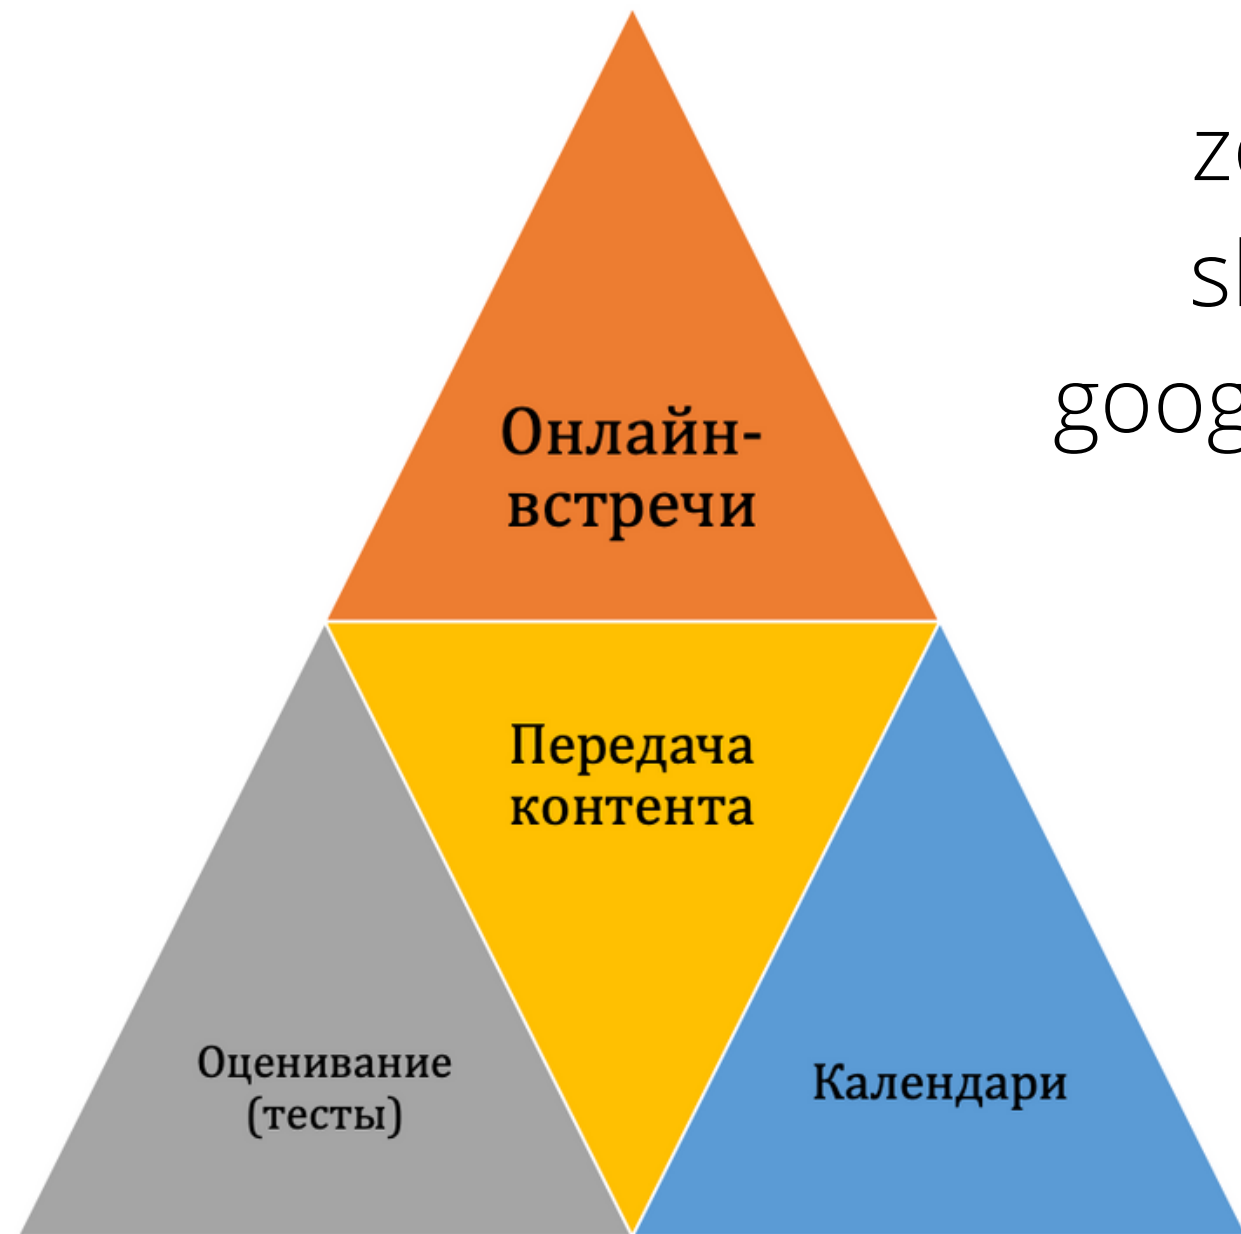 Онлайн-
встречи
Передача
контента
Оценивание
(тесты)
Календари